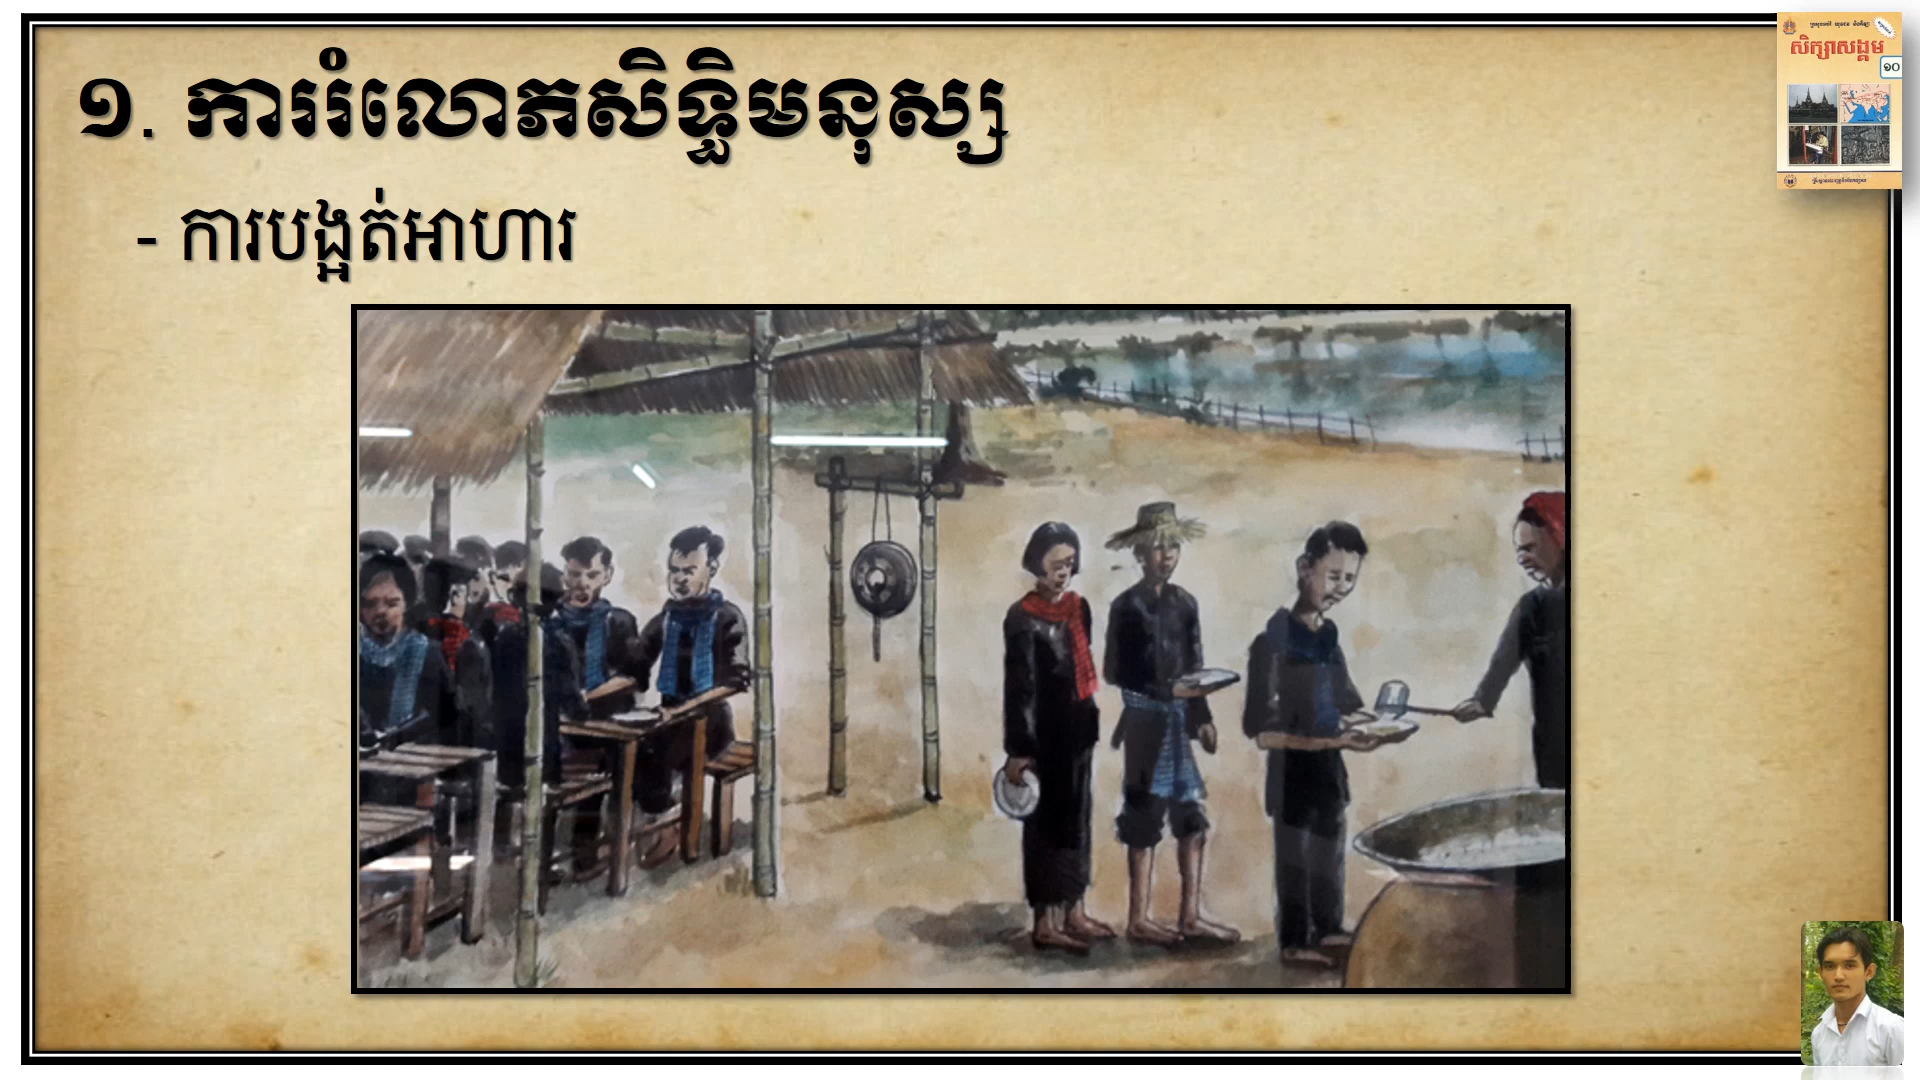 ១. ការរំលោភសិទ្ធិមនុស្ស
- ការបង្អត់អាហារ
សិក្សាសង្គម
១០